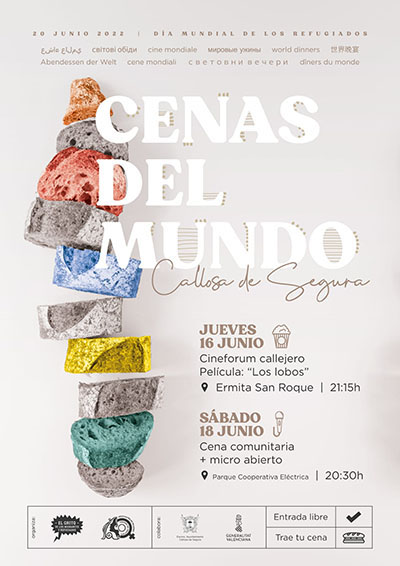 20 JUNIO 2022 | DÍA MUNDIAL DE LOS REFUGIADOS
світові обіди cine mondiale мировые ужины world dinners 世界晚宴
Abendessen der Welt cene mondiali световни вечери dîners du monde
CENAS
DEL
MUNDO
Callosa de Segura
JUEVES
16 JUNIO
Cineforum callejero
Película: "Los lobos"
Ermita San Roque | 21:15h
SÁBADO
18 JUNIO
Cena comunitaria
+ micro abierto
Parque Cooperativa Eléctrica | 20:30h
organiza:
EL GRITO
colabora:
GENERALITAT
VALENCIANA
Entrada libre
Trae tu cena